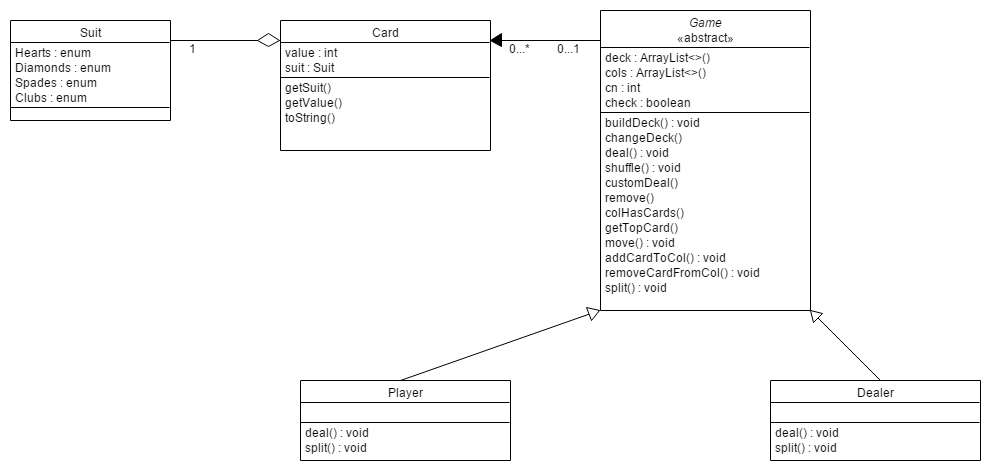 Suit
Hearts : enum
Diamonds : enum
Spades : enum
Clubs : enum
1
Card
value : int
suit : Suit
getSuit()
getValue()
toString()
0...*
0...1
Game
«abstract»
deck : ArrayList<>()
cols : ArrayList<>()
cn : int
check : boolean
buildDeck() : void
changeDeck()
deal() : void
shuffle() : void
customDeal()
remove()
colHasCards()
getTopCard()
move() : void
addCardToCol() : void
removeCardFromCol() : void
split() : void
Player
deal() : void
split() : void
Dealer
deal() : void
split() : void